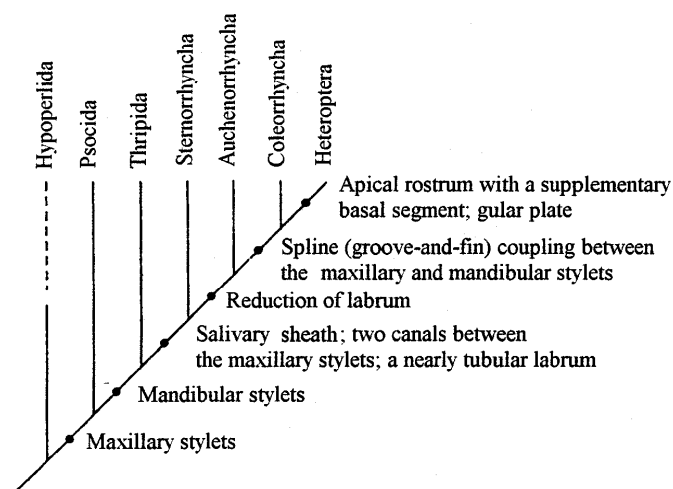 Hypoperlida
Psocida
Thripida
Sternorrhyncha
Auchenorrhyncha
Coleorrhyncha
Heteroptera
Apical rostrum with a supplementary
basal segment; gular plate
Spline (groove-and-fin) coupling between
the maxillary and mandibular stylets
Reduction of labrum
Salivary sheath; two canals between
the maxillary stylets; a nearly tubular labrum
Mandibular stylets
Maxillary stylets